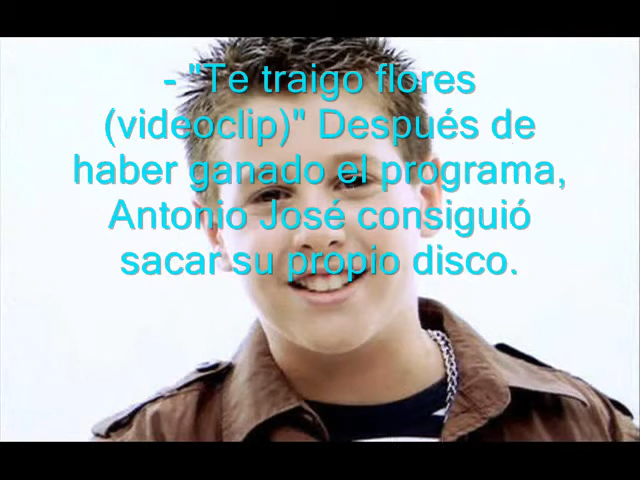 - "Te traigo flores
(videoclip)" Después de
haber ganado el programa,
Antonio José consiguió
sacar su propio disco.